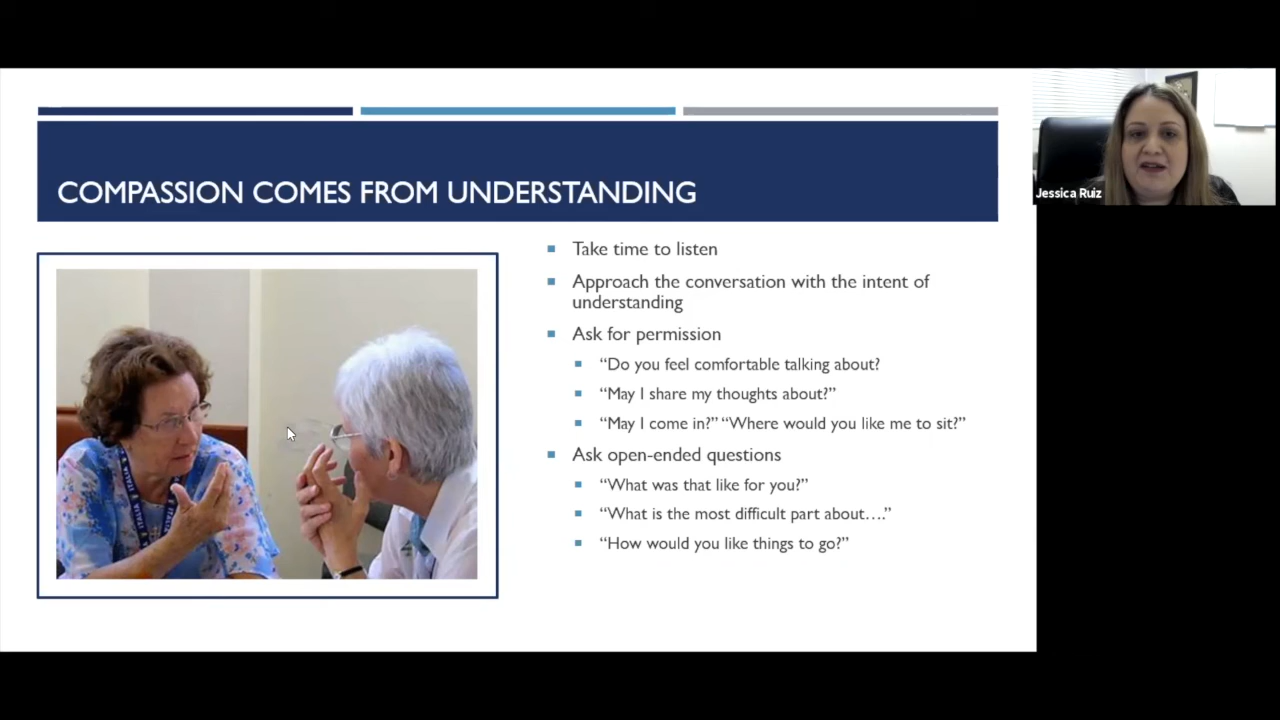 COMPASSION COMES FROM UNDERSTANDING
Take time to listen
Approach the conversation with the intent of
understanding
Ask for permission
“Do you feel comfortable talking about?
“May I share my thoughts about?”
“May I come in?” “Where would you like me to sit?”
Ask open-ended questions
“What was that like for you?”
“What is the most difficult part about….”
“How would you like things to go?”
Jessica Ruiz
ITALIA
ITALIA